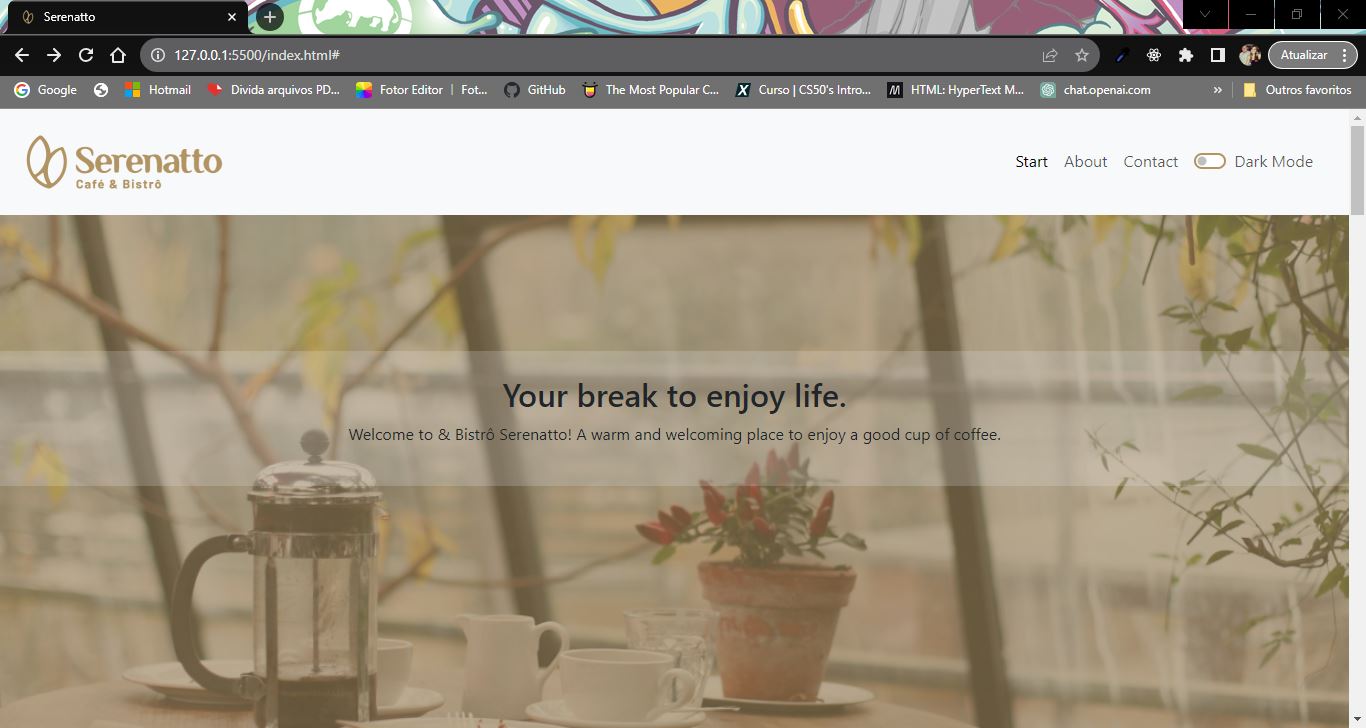 Serenatto
127.0.0.1:5500/index.html#
Atualizar
Google
Hotmail
Divida arquivos PD...
Fotor Editor | Fot...
GitHub
The Most Popular C...
X Curso | CS50's Intro...
M HTML: HyperText M...
chat.openai.com
»
Outros favoritos
Serenatto
Café & Bistrô
Start About Contact Dark Mode
Your break to enjoy life.
Welcome to & Bistrô Serenatto! A warm and welcoming place to enjoy a good cup of coffee.